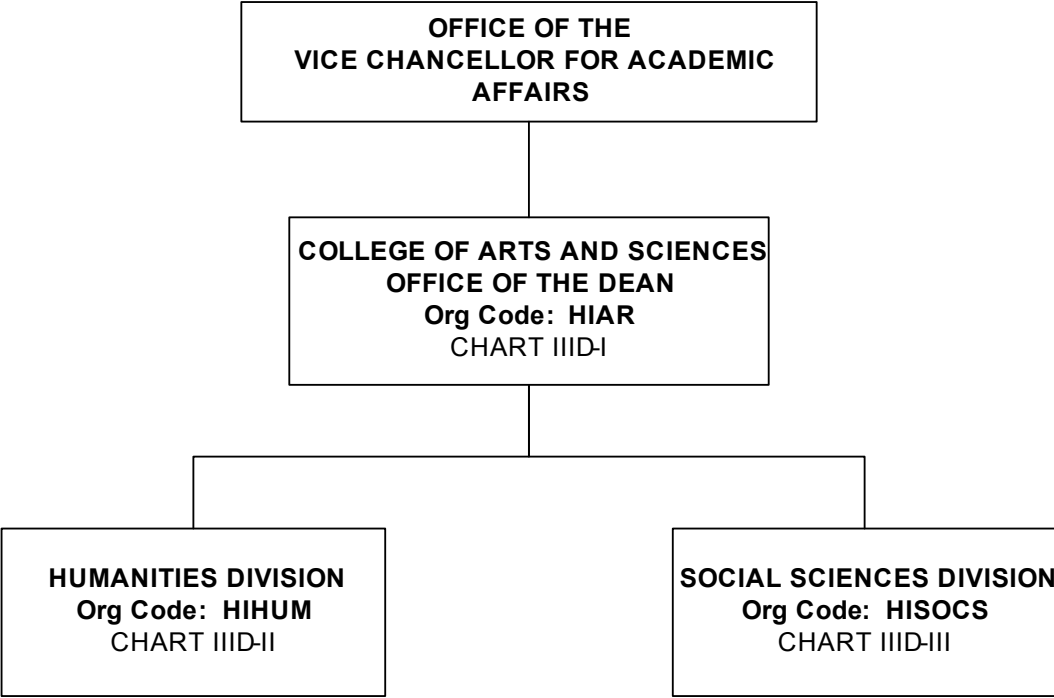 OFFICE OF THE
VICE CHANCELLOR FOR ACADEMIC
AFFAIRS
COLLEGE OF ARTS AND SCIENCES
OFFICE OF THE DEAN
Org Code: HIAR
CHART IIID-I
HUMANITIES DIVISION
Org Code: HIHUM
CHART IIID-II
SOCIAL SCIENCES DIVISION
Org Code: HISOCS
CHART IIID-III